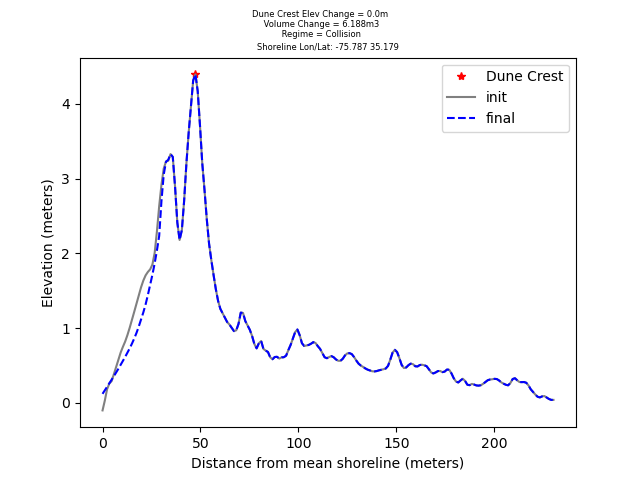 Dune Crest Elev Change = 0.0m
Volume Change = 6.188m3
Regime = Collision
Shoreline Lon/Lat: -75.787 35.179
Dune Crest
init
final
Elevation (meters)
4
3
2
1
0
0 50 100 150 200
Distance from mean shoreline (meters)